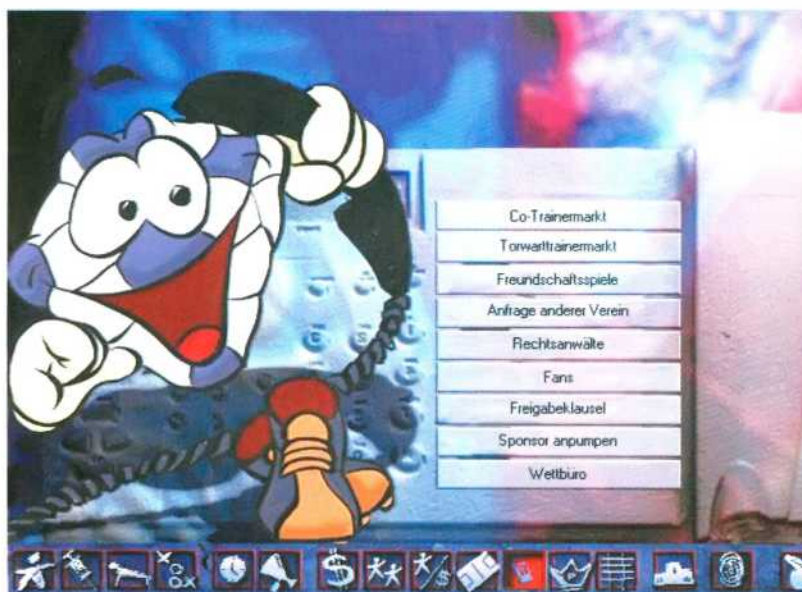 Co-Trainermarkt
Torwarttrainermarkt
Freundschaftsspiele
Anfrage anderer Verein
Rechtsanwälte
Fans
Freigabeklausel
Sponsor anpumpen
Wettbüro